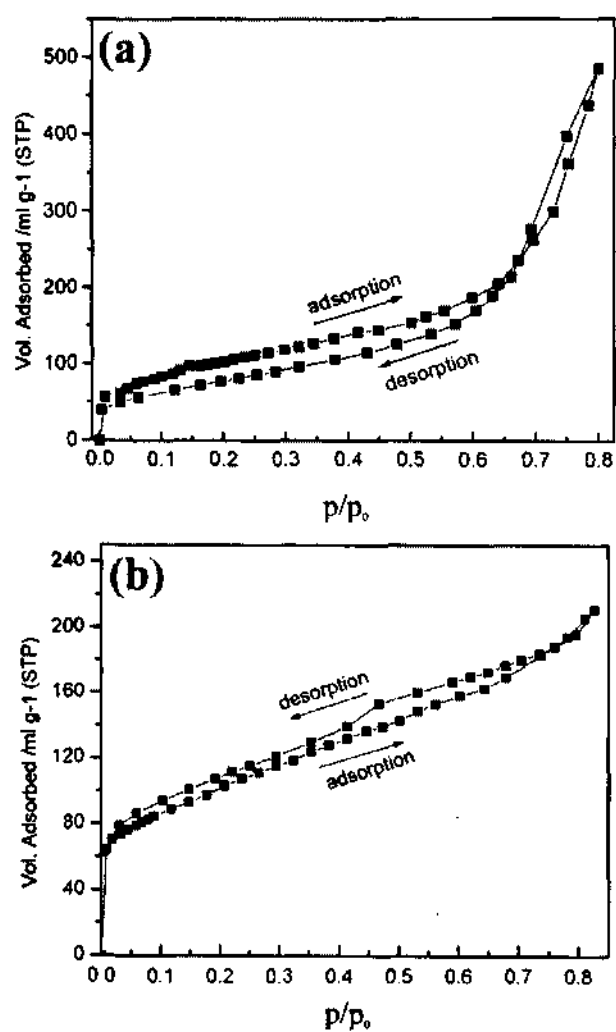 (a)
500
400
300
200
100
0
Vol. Adsorbed /ml g-1 (STP)
adsorption
desorption
0.0 0.1 0.2 0.3 0.4 0.5 0.6 0.7 0.8
p/p₀
(b)
240
200
160
120
80
40
0
Vol. Adsorbed /ml g-1 (STP)
desorption
adsorption
0.0 0.1 0.2 0.3 0.4 0.5 0.6 0.7 0.8
p/p₀